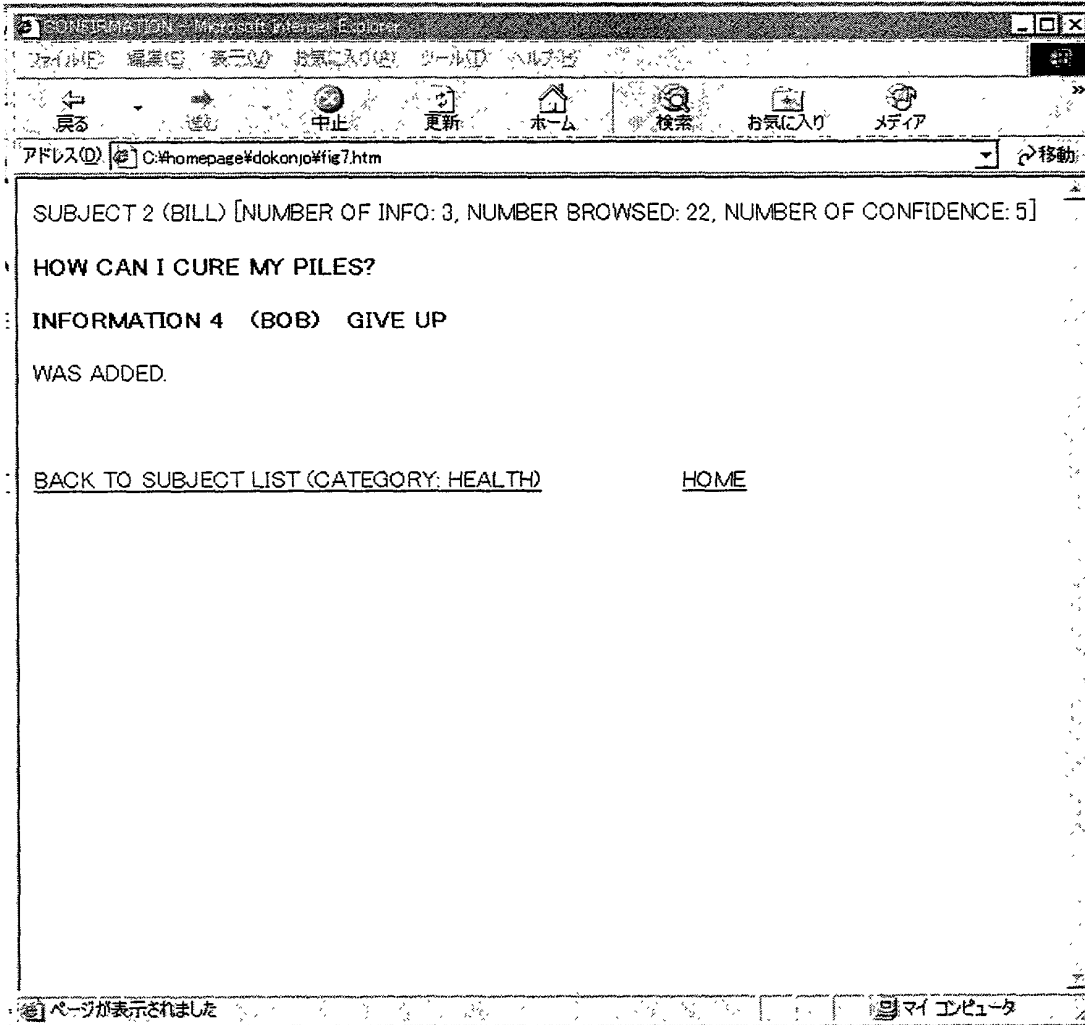 CONFIRMATION - Microsoft Internet Explorer
ファイル(F) 編集(E) 表示(V) お気に入り(A) ツール(T) ヘルプ(H)
戻る 進む 中止 更新 ホーム 検索 お気に入り メディア »
アドレス(D) C:¥homepage¥dokonjo¥fig7.htm 移動
SUBJECT 2 (BILL) [NUMBER OF INFO: 3, NUMBER BROWSED: 22, NUMBER OF CONFIDENCE: 5]
HOW CAN I CURE MY PILES?
INFORMATION 4 (BOB) GIVE UP
WAS ADDED.
BACK TO SUBJECT LIST (CATEGORY: HEALTH) HOME
ページが表示されました マイ コンピュータ